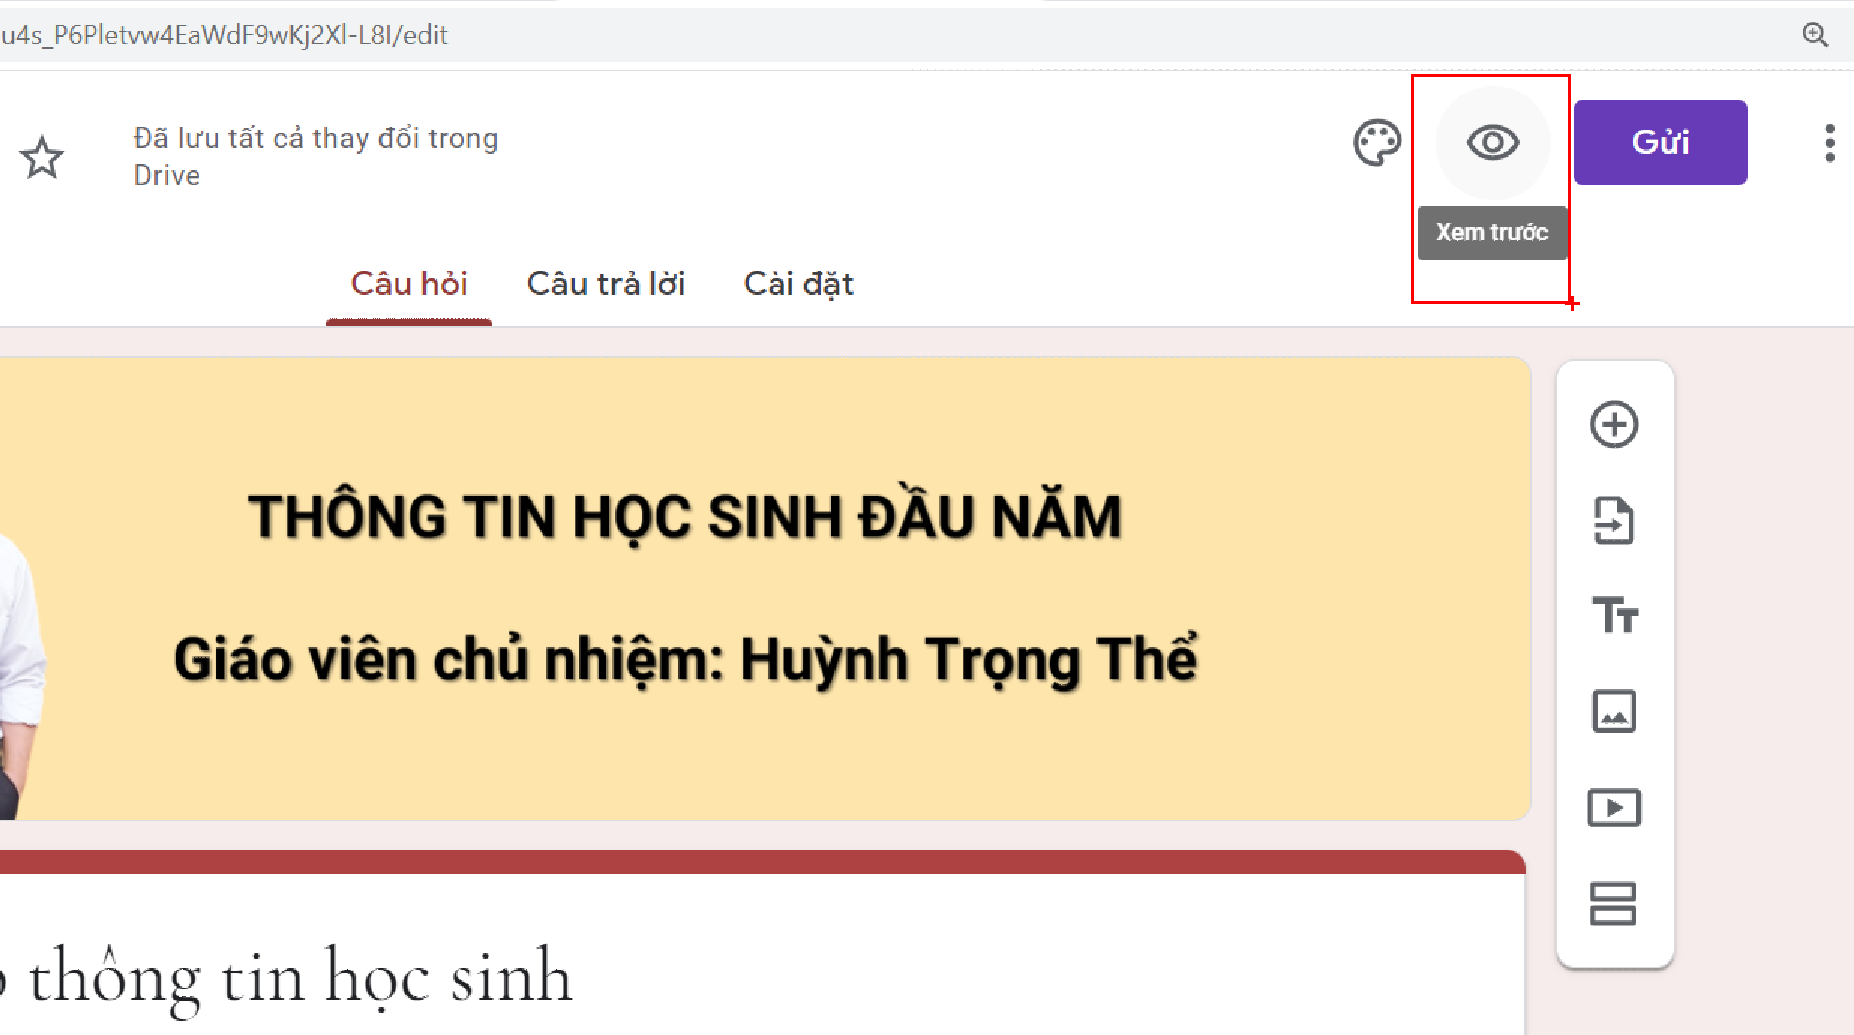 u4s_P6Pletvw4EaWdF9wKj2Xl-L8I/edit
Đã lưu tất cả thay đổi trong
Drive
Gửi
Xem trước
Câu hỏi Câu trả lời Cài đặt
THÔNG TIN HỌC SINH ĐẦU NĂM
Giáo viên chủ nhiệm: Huỳnh Trọng Thể
thông tin học sinh